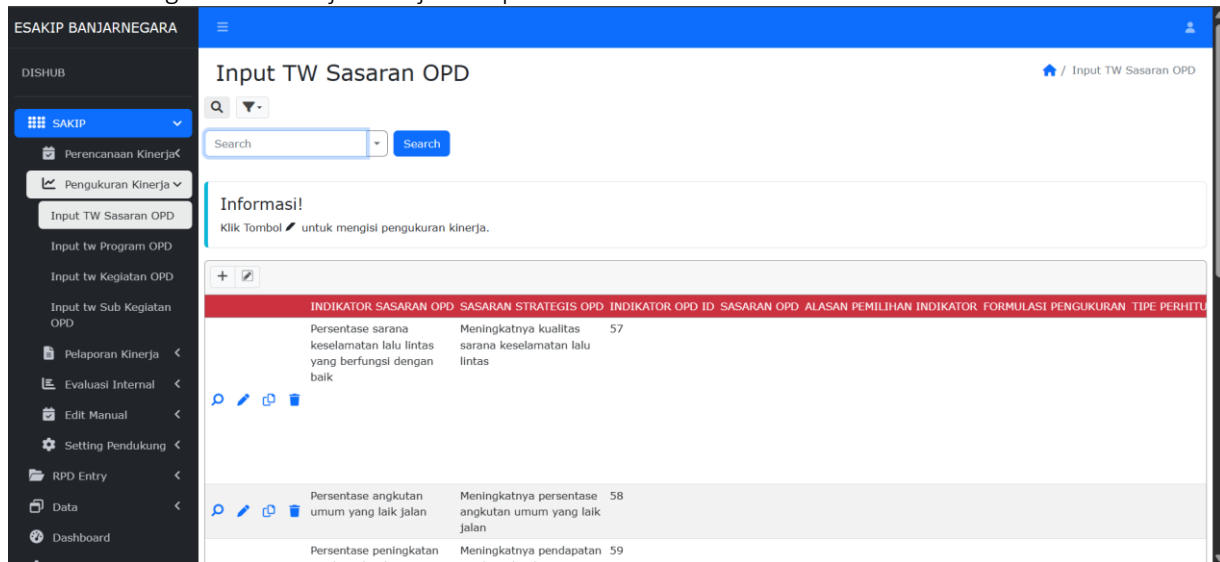 ESAKIP BANJARNEGARA
DISHUB
SAKIP
Perencanaan Kinerja
Pengukuran Kinerja
Input TW Sasaran OPD
Input tw Program OPD
Input tw Kegiatan OPD
Input tw Sub Kegiatan
OPD
Pelaporan Kinerja
Evaluasi Internal
Edit Manual
Setting Pendukung
RPD Entry
Data
Dashboard
Input TW Sasaran OPD
/ Input TW Sasaran OPD
Search
Search
Informasi!
Klik Tombol untuk mengisi pengukuran kinerja.
INDIKATOR SASARAN OPD SASARAN STRATEGIS OPD INDIKATOR OPD ID SASARAN OPD ALASAN PEMILIHAN INDIKATOR FORMULASI PENGUKURAN TIPE PERHITU
Persentase sarana
keselamatan lalu lintas
yang berfungsi dengan
baik
Meningkatnya kualitas
sarana keselamatan lalu
lintas
57
Persentase angkutan
umum yang laik jalan
Meningkatnya persentase
angkutan umum yang laik
jalan
58
Persentase peningkatan
Meningkatnya pendapatan
59